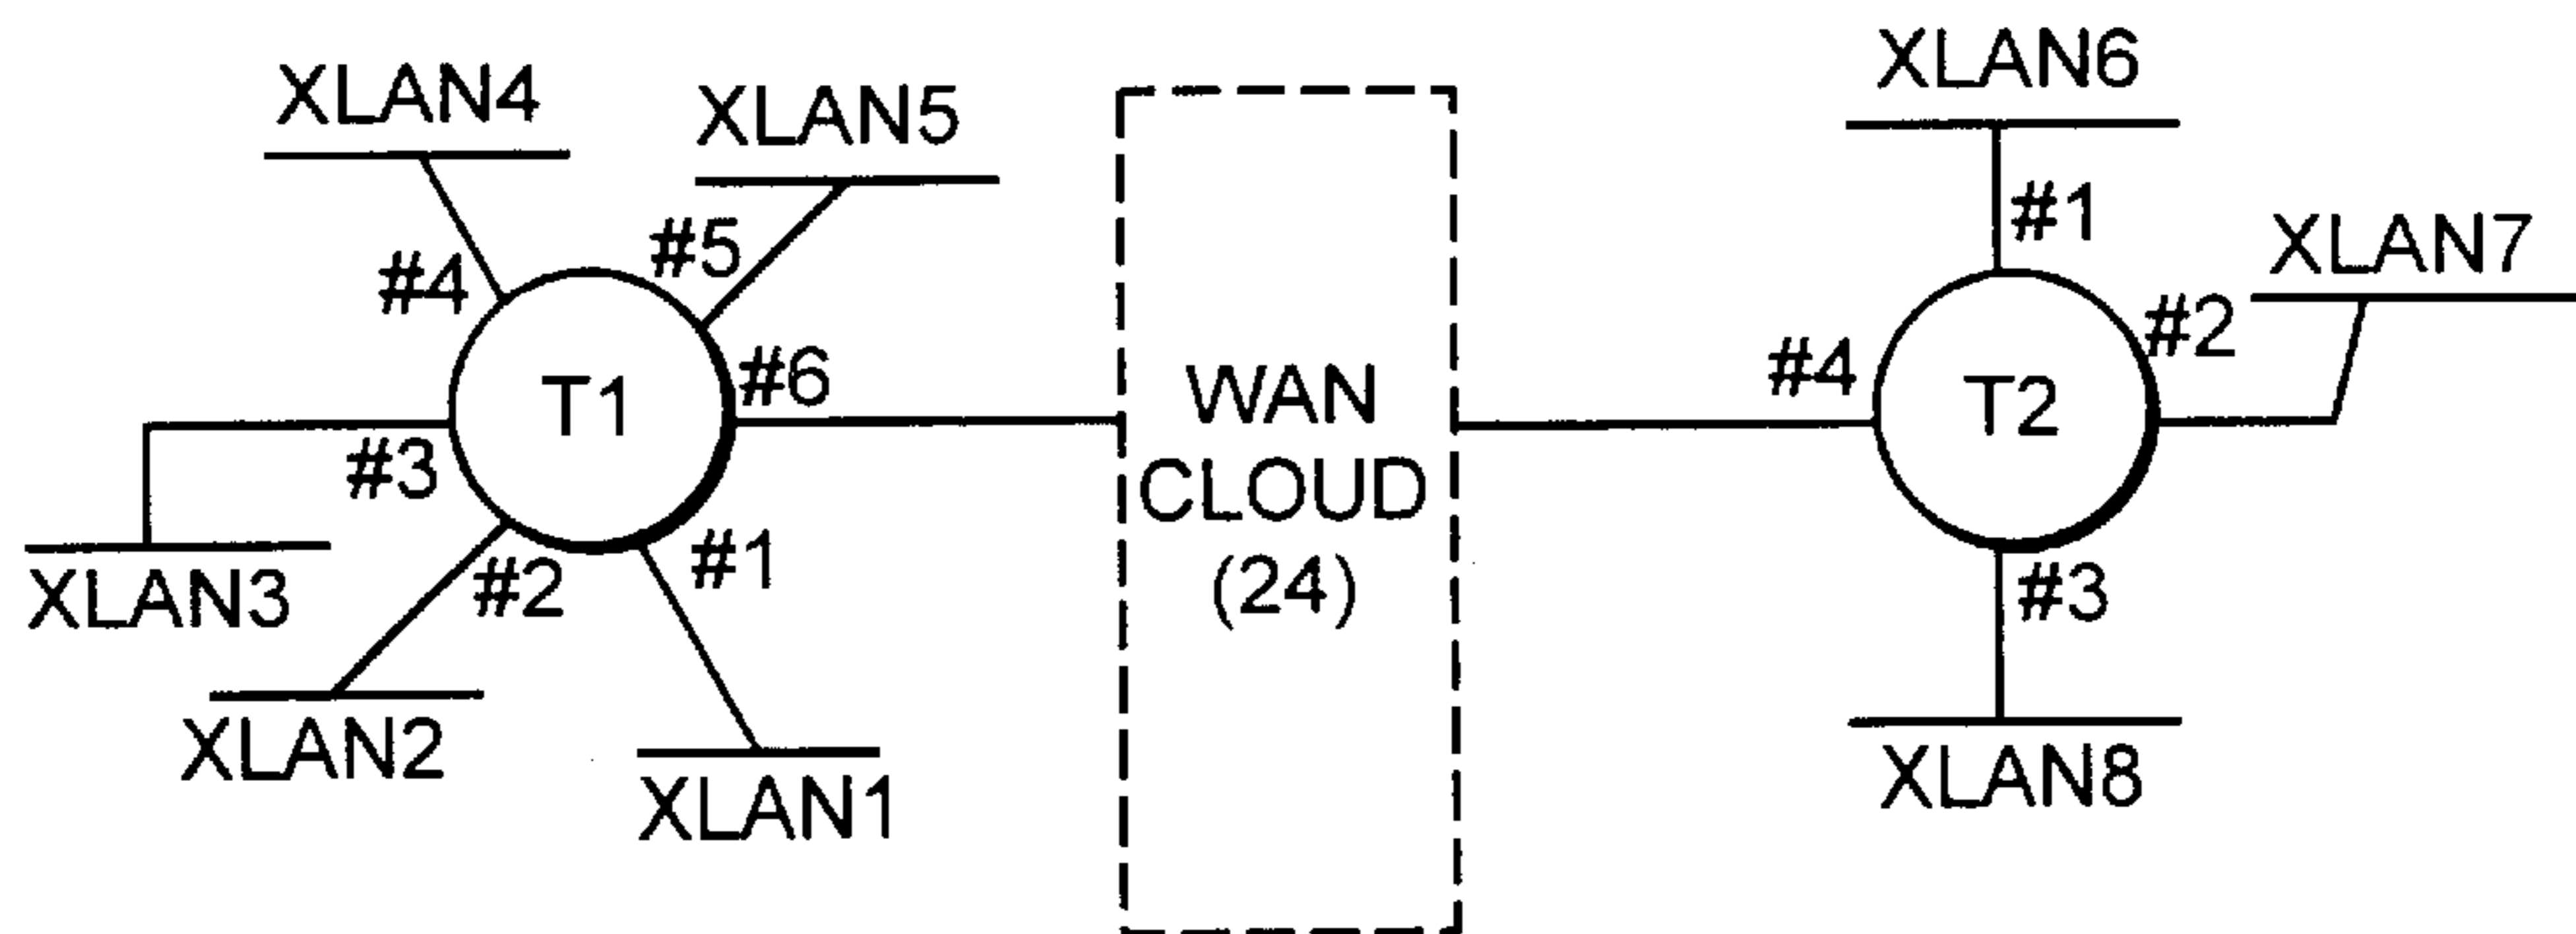 XLAN4
XLAN5
#4
#5
T1
#6
#3
#2
#1
XLAN3
XLAN2
XLAN1
WAN
CLOUD
(24)
XLAN6
#1
XLAN7
#2
#4
T2
#3
XLAN8